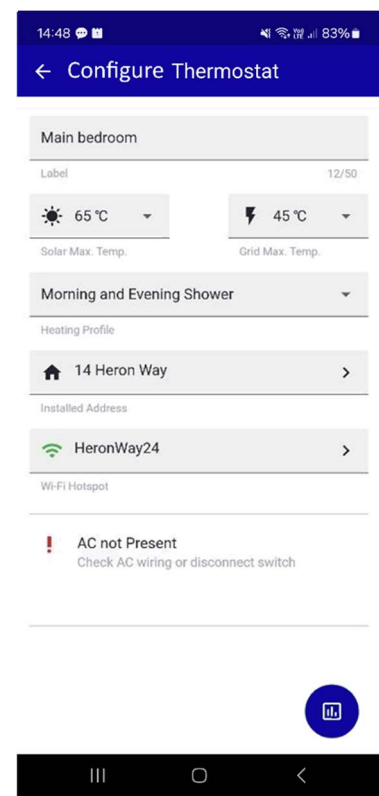 14:48 83%
Configure Thermostat
Main bedroom
Label 12/50
65 ℃ 45 ℃
Solar Max. Temp. Grid Max. Temp.
Morning and Evening Shower
Heating Profile
14 Heron Way
Installed Address
HeronWay24
Wi-Fi Hotspot
AC not Present
Check AC wiring or disconnect switch